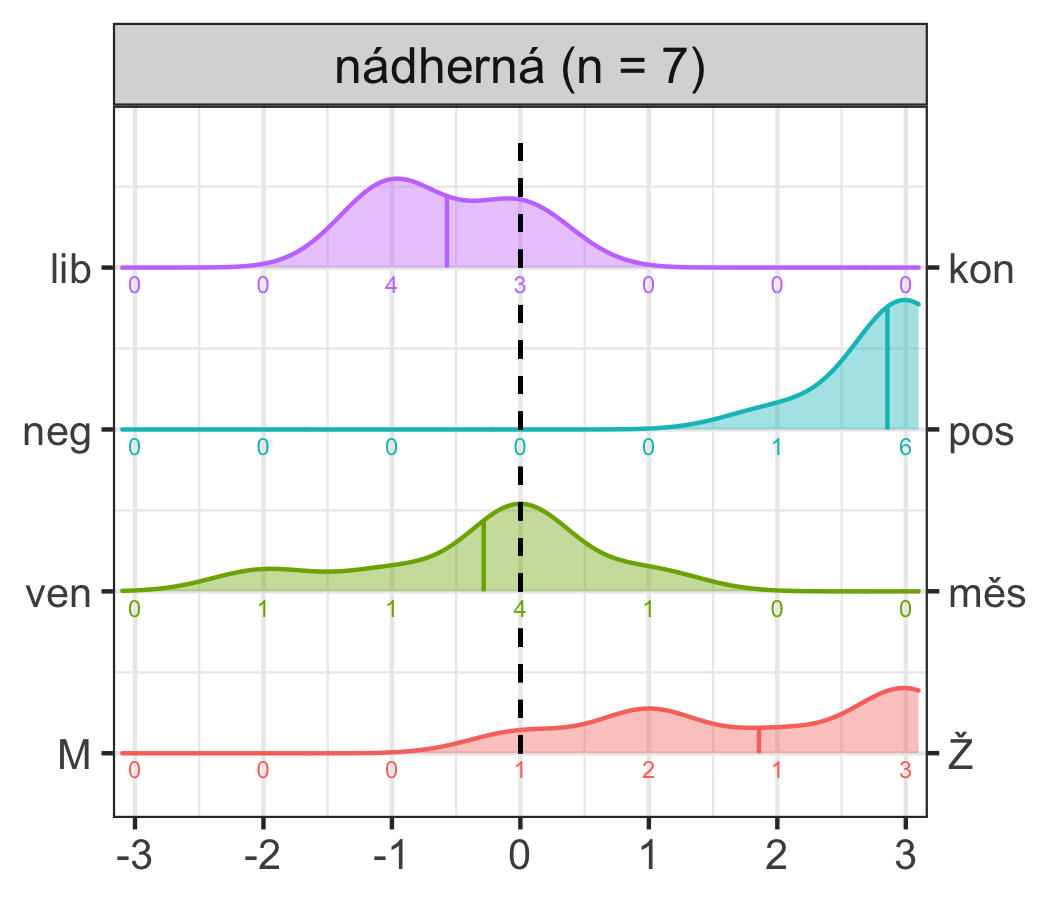 nádherná (n = 7)
lib kon
0 0 4 3 0 0 0
neg pos
0 0 0 0 0 1 6
ven měs
0 1 1 4 1 0 0
M Ž
0 0 0 1 2 1 3
-3 -2 -1 0 1 2 3